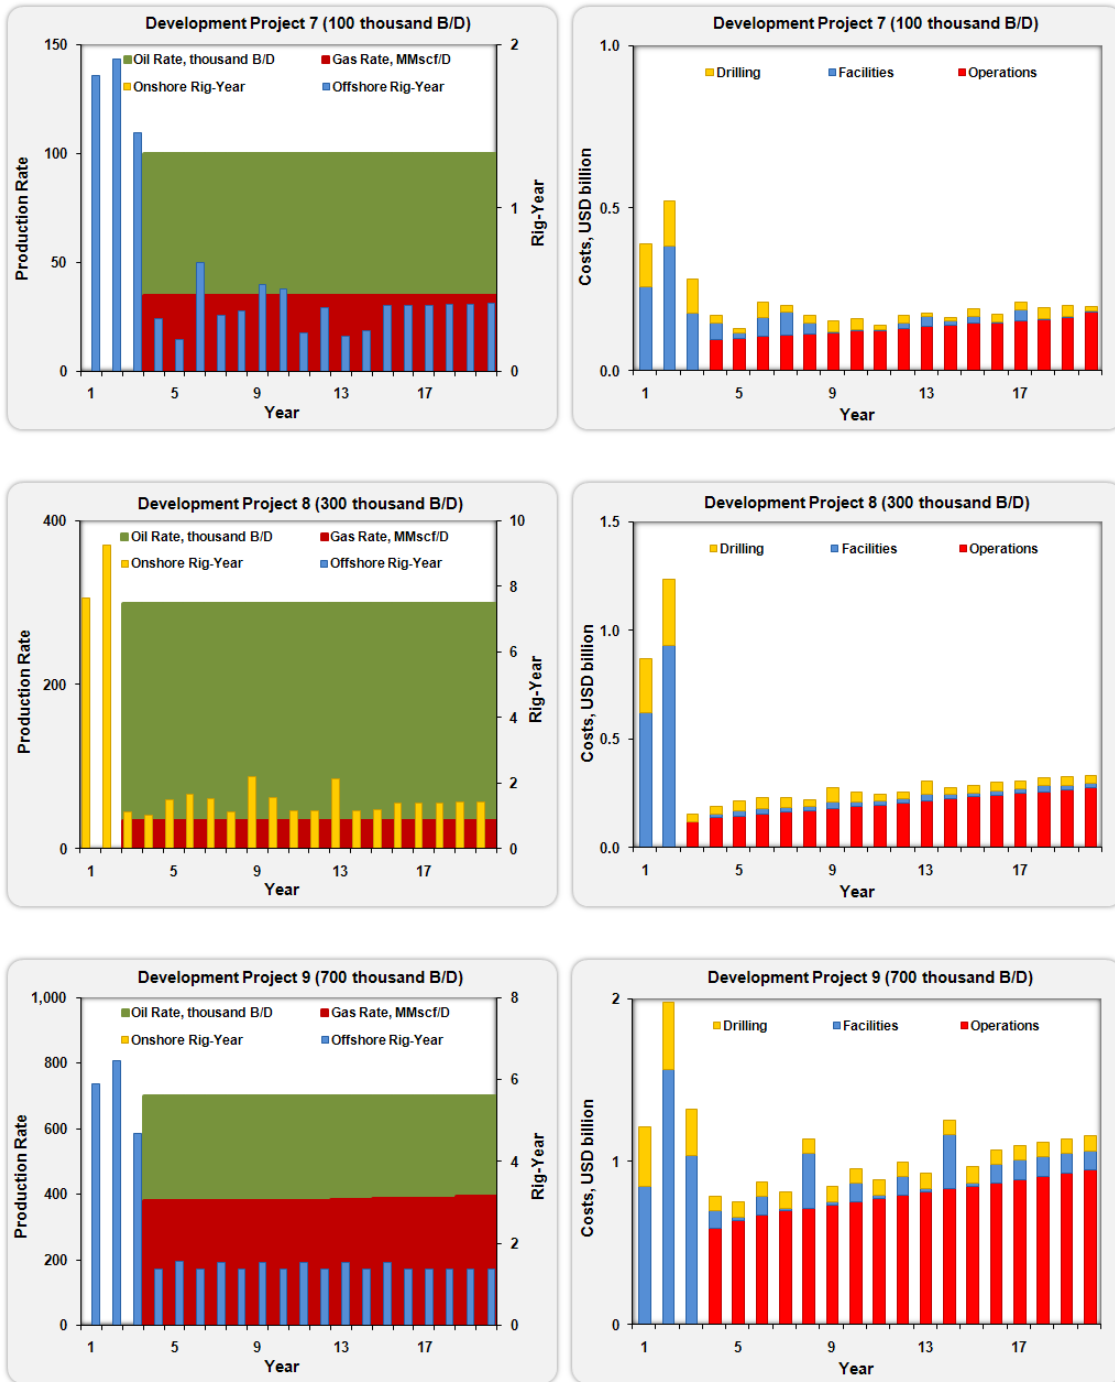 Development Project 7 (100 thousand B/D)
150
100
50
0
Production Rate
Oil Rate, thousand B/D
Gas Rate, MMscf/D
Onshore Rig-Year
Offshore Rig-Year
2
1
0
Rig-Year
1 5 9 13 17
Year
Development Project 7 (100 thousand B/D)
1.0
0.5
0.0
Costs, USD billion
Drilling
Facilities
Operations
1 5 9 13 17
Year
Development Project 8 (300 thousand B/D)
400
200
0
Production Rate
Oil Rate, thousand B/D
Gas Rate, MMscf/D
Onshore Rig-Year
Offshore Rig-Year
10
8
6
4
2
0
Rig-Year
1 5 9 13 17
Year
Development Project 8 (300 thousand B/D)
1.5
1.0
0.5
0.0
Costs, USD billion
Drilling
Facilities
Operations
1 5 9 13 17
Year
Development Project 9 (700 thousand B/D)
1,000
800
600
400
200
0
Production Rate
Oil Rate, thousand B/D
Gas Rate, MMscf/D
Onshore Rig-Year
Offshore Rig-Year
8
6
4
2
0
Rig-Year
1 5 9 13 17
Year
Development Project 9 (700 thousand B/D)
2
1
0
Costs, USD billion
Drilling
Facilities
Operations
1 5 9 13 17
Year